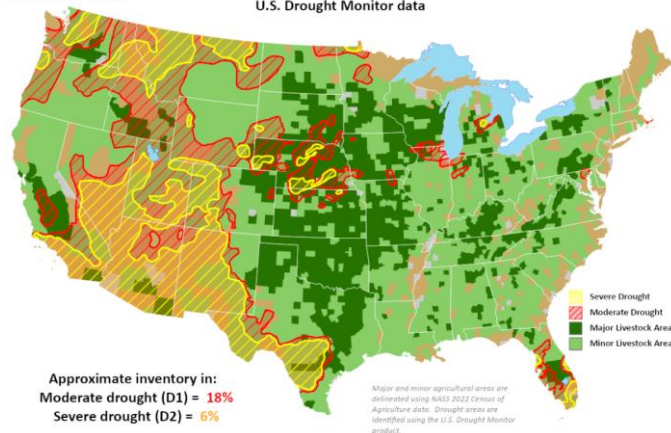 U.S. Drought Monitor data
Severe Drought
Moderate Drought
Major Livestock Area
Minor Livestock Area
Approximate inventory in:
Moderate drought (D1) = 18%
Severe drought (D2) = 6%
Major and minor agricultural areas are
delineated using NASS 2022 Census of
Agriculture data. Drought areas are
identified using the U.S. Drought Monitor
product.